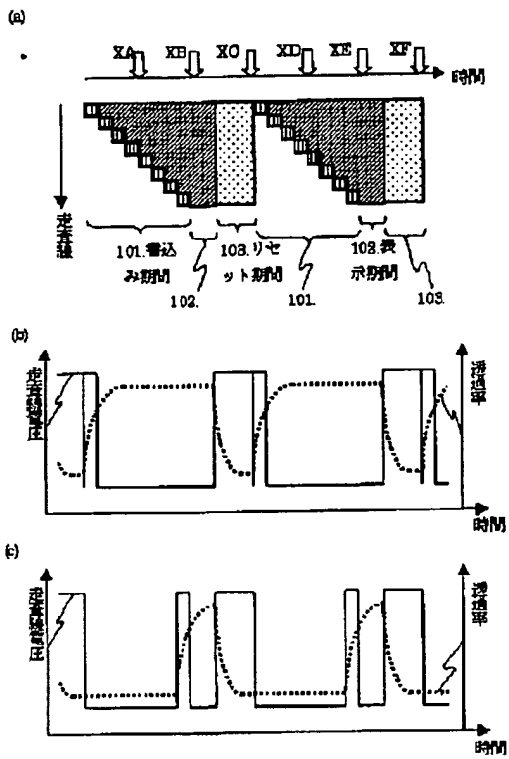 (a)
XA XB XC XD XE XF
時間
走査線
101.書込み期間
102.
103.リセット期間
101.
102.表示期間
103.
(b)
走査線電圧
透過率
時間
(c)
走査線電圧
透過率
時間